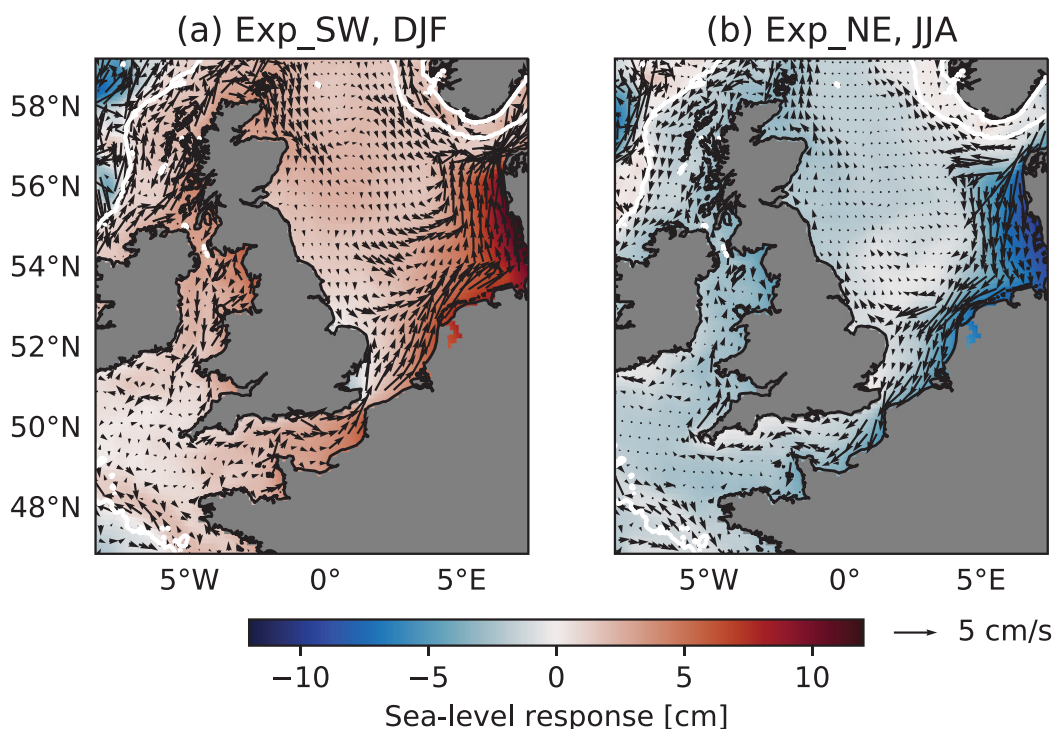 (a) Exp_SW, DJF
(b) Exp_NE, JJA
58°N
56°N
54°N
52°N
50°N
48°N
5°W 0° 5°E
5°W 0° 5°E
−10 −5 0 5 10
5 cm/s
Sea-level response [cm]